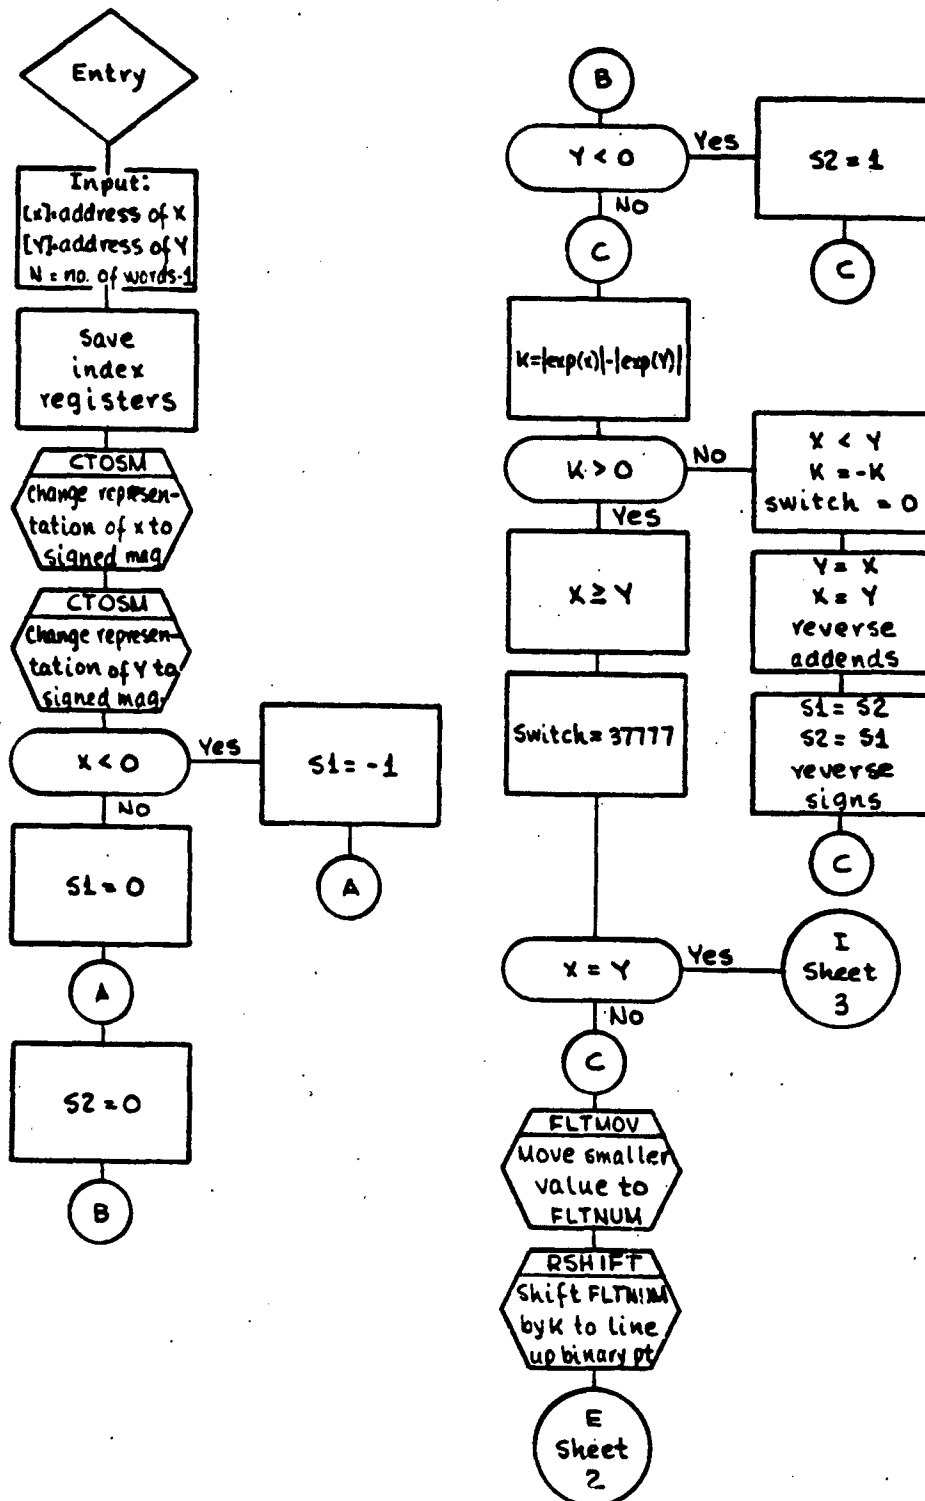 Entry
Input:
[x]=address of X
[Y]=address of Y
N = no. of words-1
Save
index
registers
CTOSM
Change represen-
tation of x to
signed mag
CTOSM
Change represen-
tation of Y to
signed mag.
X < 0
Yes
NO
S1 = -1
A
S1 = 0
A
S2 = 0
B
B
Y < 0
Yes
NO
S2 = 1
C
C
K=|exp(x)|-|exp(Y)|
K > 0
NO
Yes
X < Y
K = -K
switch = 0
Y = X
X = Y
reverse
addends
S1 = S2
S2 = S1
reverse
signs
C
X ≥ Y
Switch = 37777
X = Y
Yes
NO
I
Sheet
3
C
FLTMOV
Move smaller
value to
FLTNUM
RSHIFT
Shift FLTNUM
by K to line
up binary pt
E
Sheet
2